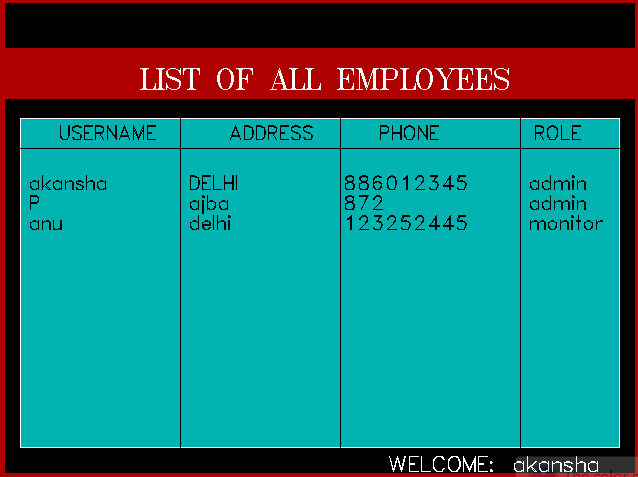 LIST OF ALL EMPLOYEES
USERNAME ADDRESS PHONE ROLE
akansha DELHI 886012345 admin
P ajba 872 admin
anu delhi 123252445 monitor
WELCOME: akansha